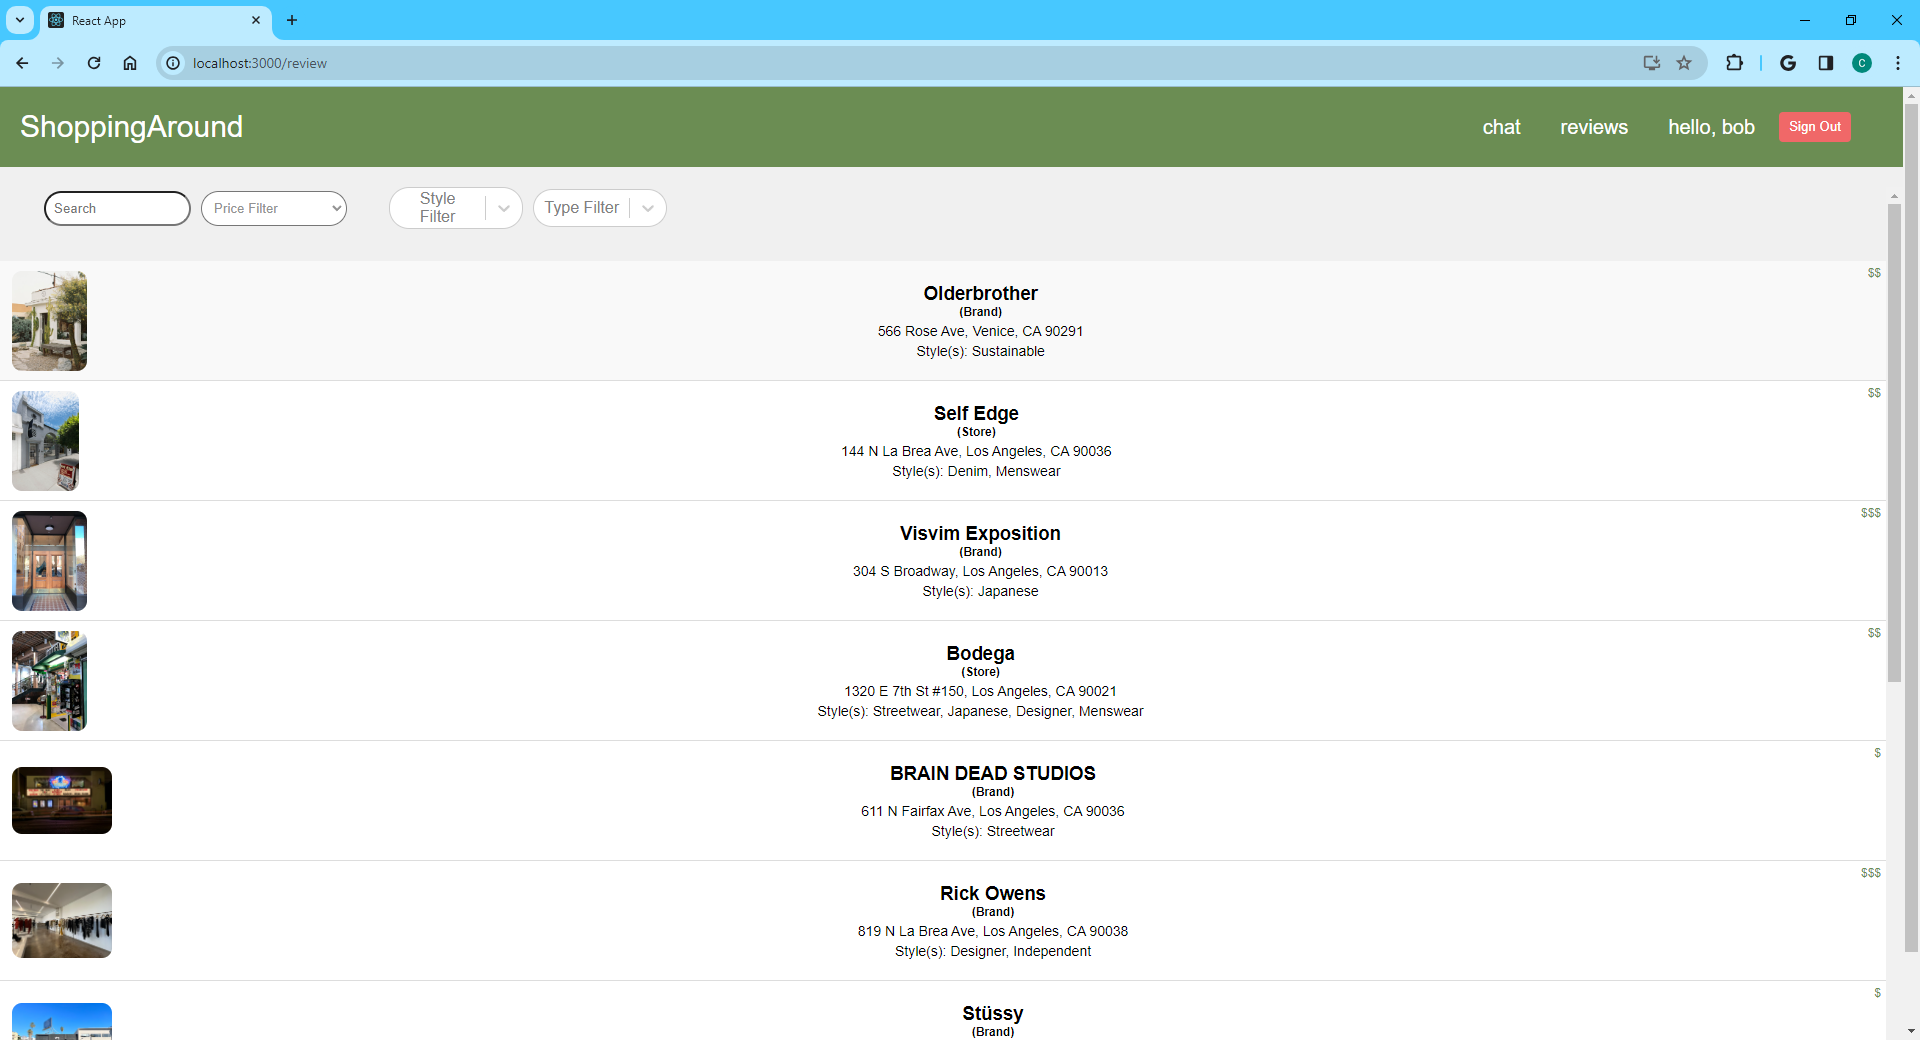 React App
localhost:3000/review
C
ShoppingAround
chat
reviews
hello, bob
Sign Out
Search
Price Filter
Style
Filter
Type Filter
$$
Olderbrother
(Brand)
566 Rose Ave, Venice, CA 90291
Style(s): Sustainable
$$
Self Edge
(Store)
144 N La Brea Ave, Los Angeles, CA 90036
Style(s): Denim, Menswear
$$$
Visvim Exposition
(Brand)
304 S Broadway, Los Angeles, CA 90013
Style(s): Japanese
$$
Bodega
(Store)
1320 E 7th St #150, Los Angeles, CA 90021
Style(s): Streetwear, Japanese, Designer, Menswear
$
BRAIN DEAD STUDIOS
(Brand)
611 N Fairfax Ave, Los Angeles, CA 90036
Style(s): Streetwear
$$$
Rick Owens
(Brand)
819 N La Brea Ave, Los Angeles, CA 90038
Style(s): Designer, Independent
$
Stüssy
(Brand)